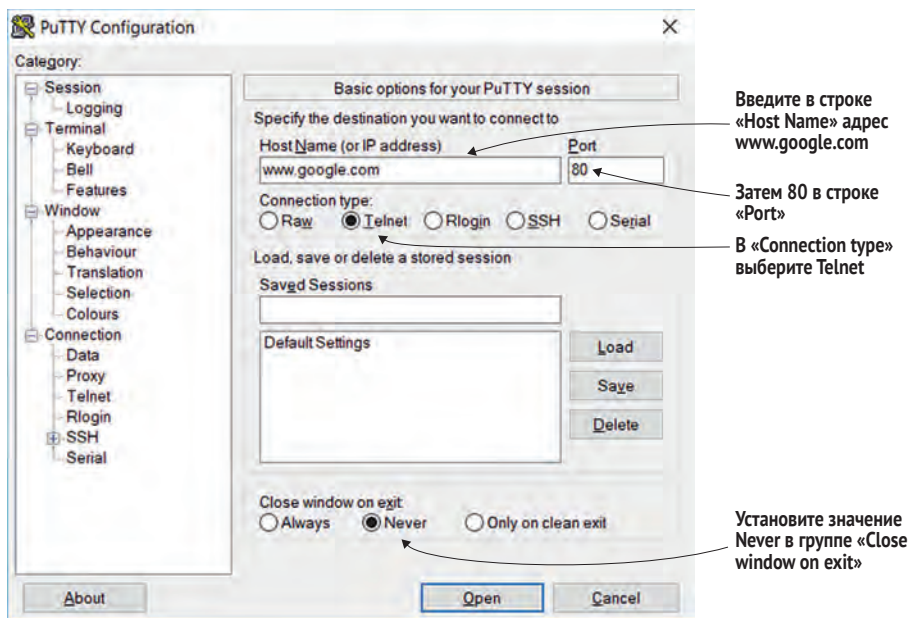 PuTTY Configuration
Category:
Session
Logging
Terminal
Keyboard
Bell
Features
Window
Appearance
Behaviour
Translation
Selection
Colours
Connection
Data
Proxy
Telnet
Rlogin
SSH
Serial
Basic options for your PuTTY session
Specify the destination you want to connect to
Host Name (or IP address) Port
www.google.com 80
Connection type:
Raw Telnet Rlogin SSH Serial
Load, save or delete a stored session
Saved Sessions
Default Settings
Load
Save
Delete
Close window on exit
Always Never Only on clean exit
About Open Cancel
Введите в строке
«Host Name» адрес
www.google.com
Затем 80 в строке
«Port»
В «Connection type»
выберите Telnet
Установите значение
Never в группе «Close
window on exit»